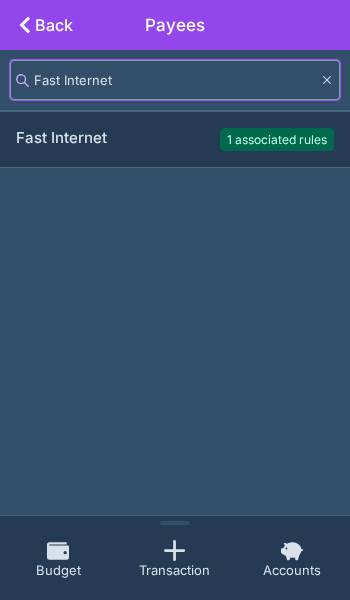 Back
Payees
Fast Internet
Fast Internet
1 associated rules
Budget
Transaction
Accounts